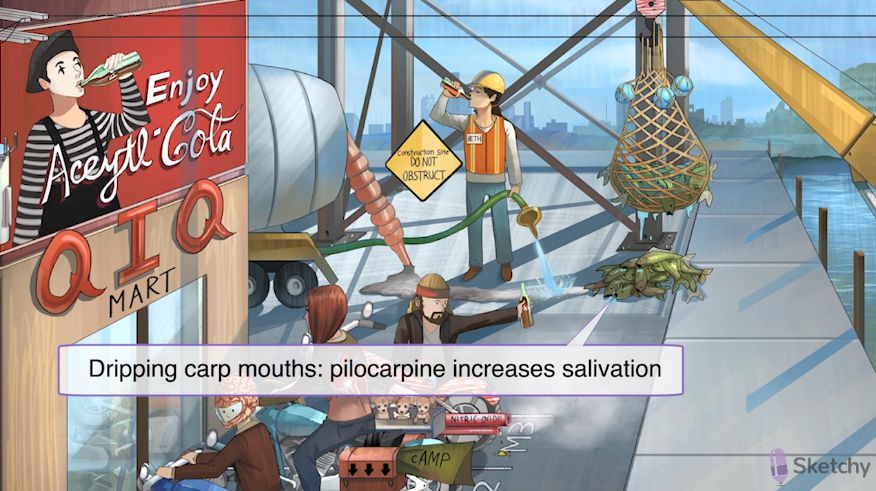 Enjoy
Aceytl-Cola
QIQ
MART
Construction Site
DO NOT
OBSTRUCT
BETH
Dripping carp mouths: pilocarpine increases salivation
NITRIC OXIDE
cAMP
M3
Sketchy